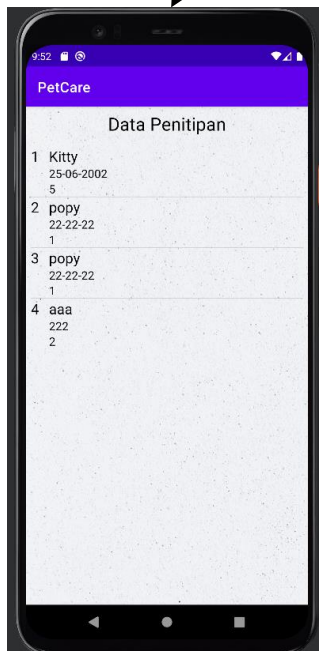 9:52
PetCare
Data Penitipan
1 Kitty
25-06-2002
5
2 popy
22-22-22
1
3 popy
22-22-22
1
4 aaa
222
2